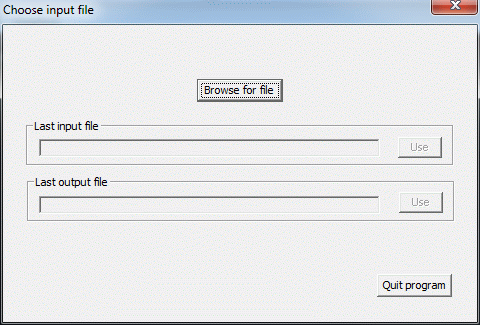 Choose input file
Browse for file
Last input file
Use
Last output file
Use
Quit program